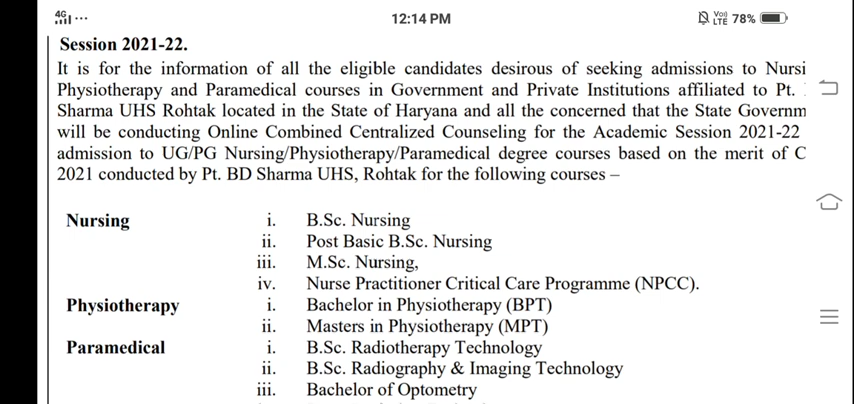 4G 12:14 PM Vo) LTE 78%
Session 2021-22.
It is for the information of all the eligible candidates desirous of seeking admissions to Nursi
Physiotherapy and Paramedical courses in Government and Private Institutions affiliated to Pt.
Sharma UHS Rohtak located in the State of Haryana and all the concerned that the State Governm
will be conducting Online Combined Centralized Counseling for the Academic Session 2021-22
admission to UG/PG Nursing/Physiotherapy/Paramedical degree courses based on the merit of C
2021 conducted by Pt. BD Sharma UHS, Rohtak for the following courses –
Nursing i. B.Sc. Nursing
ii. Post Basic B.Sc. Nursing
iii. M.Sc. Nursing,
iv. Nurse Practitioner Critical Care Programme (NPCC).
Physiotherapy i. Bachelor in Physiotherapy (BPT)
ii. Masters in Physiotherapy (MPT)
Paramedical i. B.Sc. Radiotherapy Technology
ii. B.Sc. Radiography & Imaging Technology
iii. Bachelor of Optometry